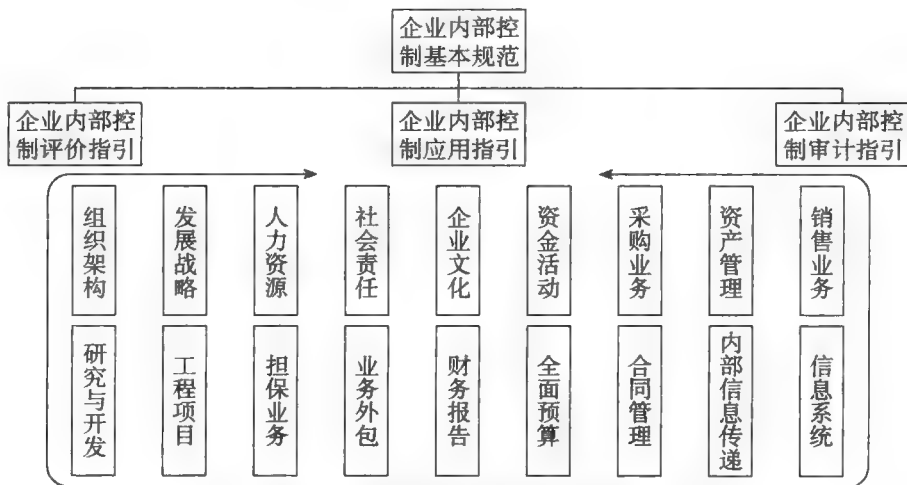 企业内部控
制基本规范
企业内部控
制评价指引
企业内部控
制应用指引
企业内部控
制审计指引
组织架构
发展战略
人力资源
社会责任
企业文化
资金活动
采购业务
资产管理
销售业务
研究与开发
工程项目
担保业务
业务外包
财务报告
全面预算
合同管理
内部信息传递
信息系统